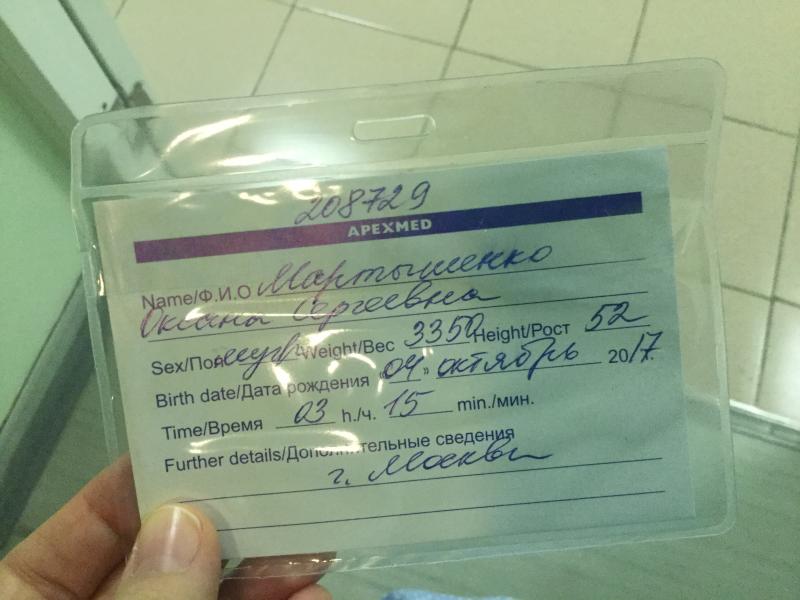 208729
APEXMED
Name/Ф.И.О Мартышенко
Оксана Сергеевна
Sex/Пол муж Weight/Вес 3350 Height/Рост 52
Birth date/Дата рождения "04" октябрь 2017
Time/Время 03 h./ч. 15 min./мин.
Further details/Дополнительные сведения
г. Москва